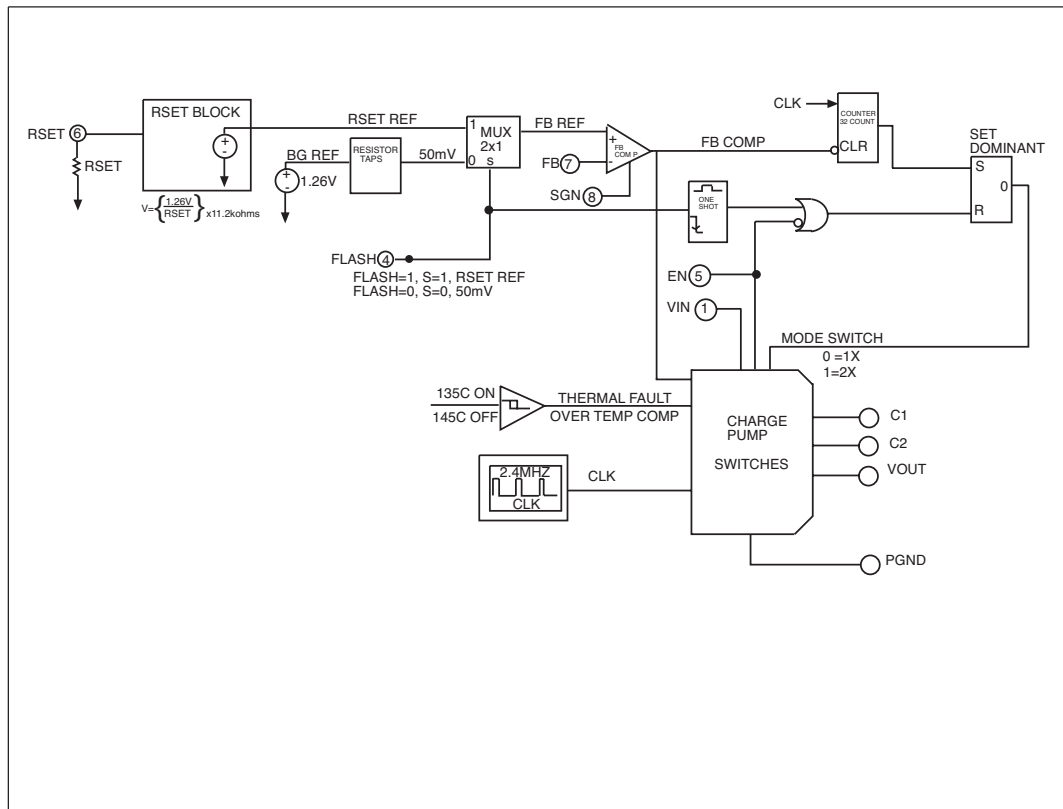 RSET BLOCK
RSET 6
RSET
+
-
V={1.26V/RSET}x11.2kohms
RSET REF
BG REF
+
-
1.26V
RESISTOR
TAPS
50mV
1
MUX
2x1
0 s
FB REF
+
-
FB
COM P
FB 7
SGN 8
FB COMP
CLK
COUNTER
32 COUNT
CLR
SET
DOMINANT
S
0
R
ONE
SHOT
FLASH 4
FLASH=1, S=1, RSET REF
FLASH=0, S=0, 50mV
EN 5
VIN 1
MODE SWITCH
0 =1X
1=2X
135C ON
145C OFF
THERMAL FAULT
OVER TEMP COMP
CHARGE
PUMP
SWITCHES
C1
C2
VOUT
2.4MHZ
CLK
CLK
PGND